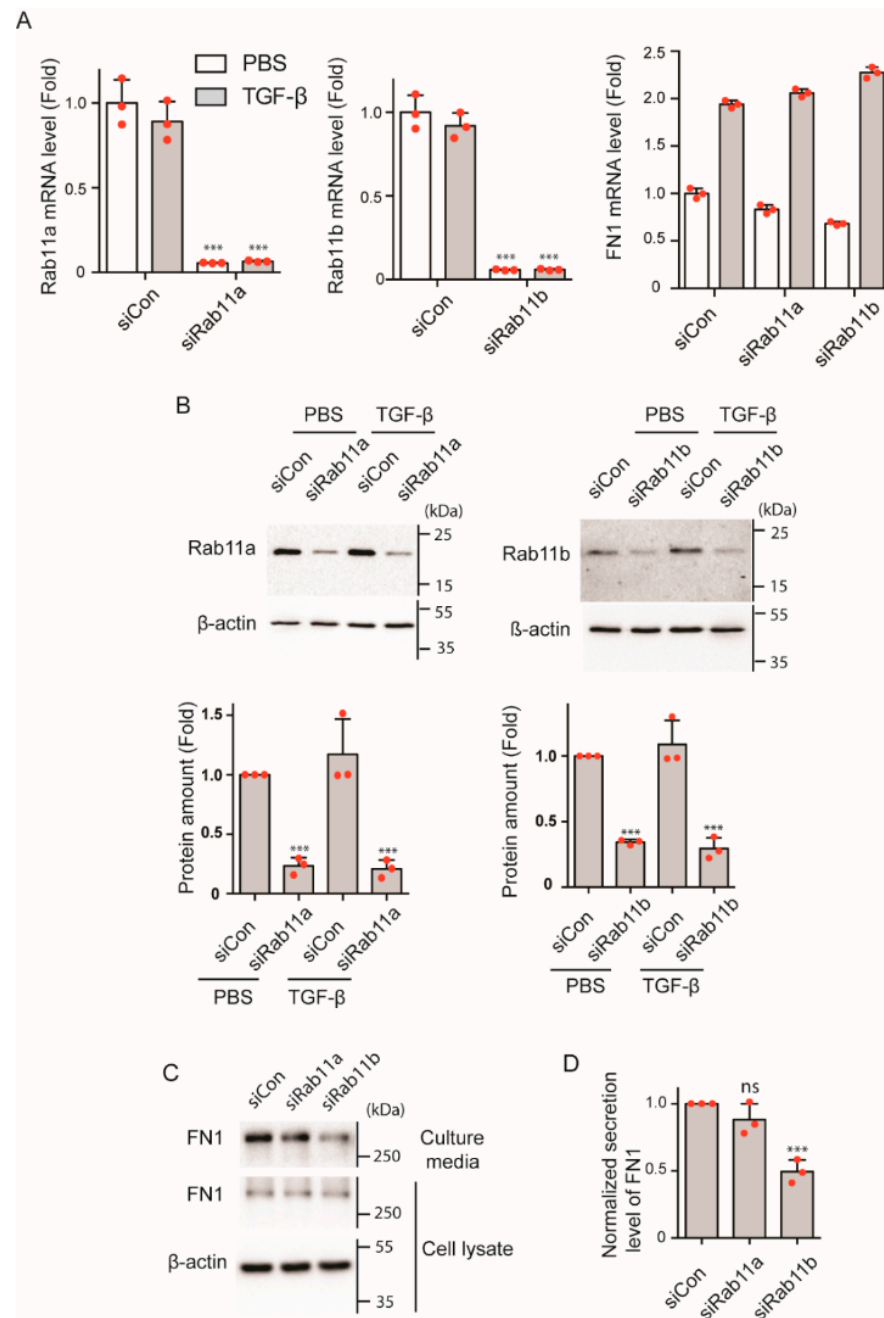 A
PBS
TGF-β
Rab11a mRNA level (Fold)
1.0
0.5
0
siCon
siRab11a
*** ***
Rab11b mRNA level (Fold)
1.0
0.5
0
siCon
siRab11b
*** ***
FN1 mRNA level (Fold)
2.5
2.0
1.5
1.0
0.5
0
siCon
siRab11a
siRab11b
B
PBS TGF-β
siCon siRab11a siCon siRab11a
(kDa)
Rab11a
25
15
β-actin
55
35
PBS TGF-β
siCon siRab11b siCon siRab11b
(kDa)
Rab11b
25
15
ß-actin
55
35
Protein amount (Fold)
1.5
1.0
0.5
0
*** ***
siCon siRab11a siCon siRab11a
PBS TGF-β
Protein amount (Fold)
1.0
0.5
0
*** ***
siCon siRab11b siCon siRab11b
PBS TGF-β
C
siCon siRab11a siRab11b
(kDa)
FN1
250
Culture
media
FN1
250
β-actin
55
35
Cell lysate
D
Normalized secretion
level of FN1
1.0
0.5
0
ns
***
siCon
siRab11a
siRab11b